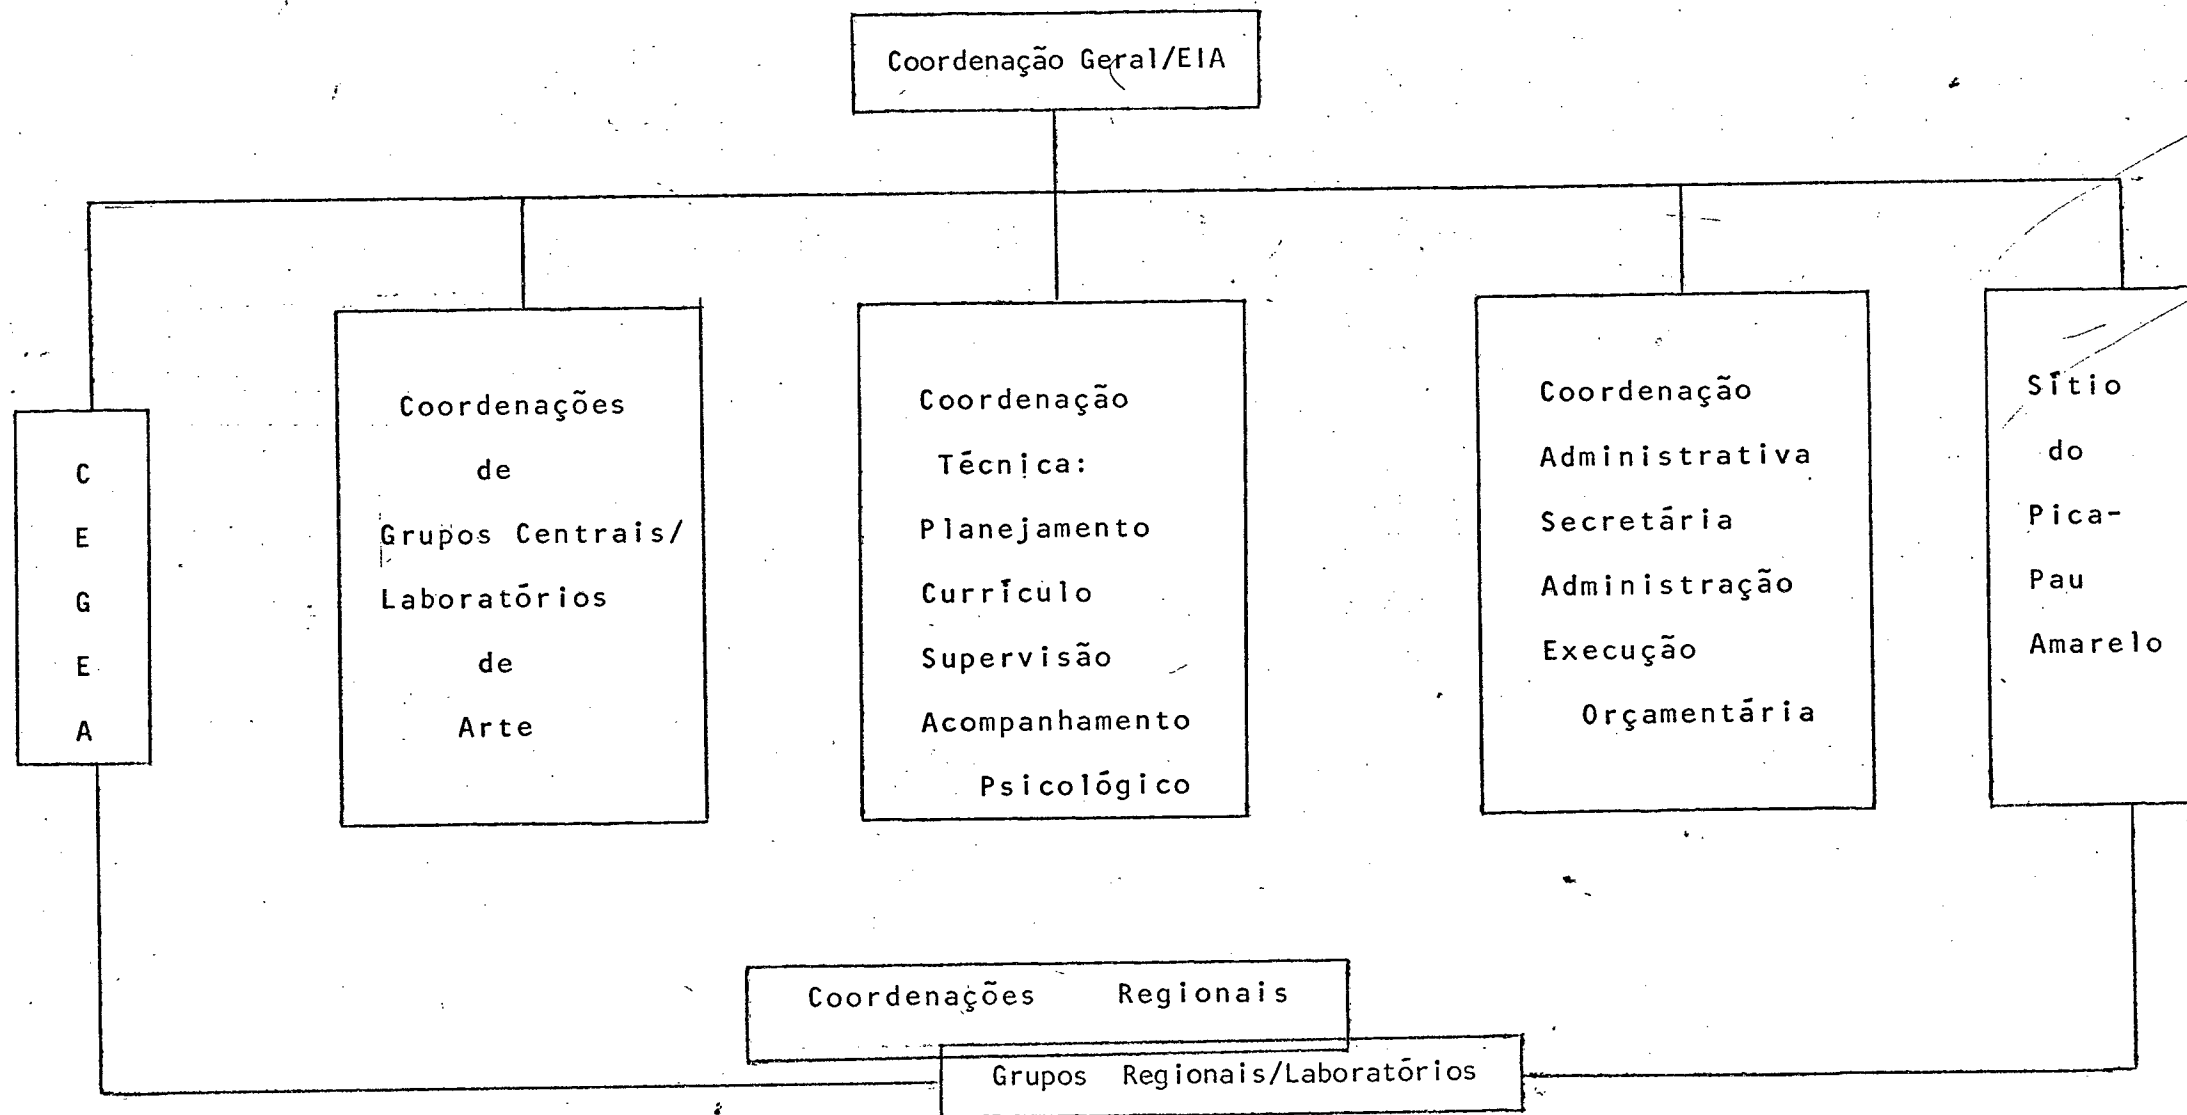 Coordenação Geral/EIA
C
E
G
E
A
Coordenações
de
Grupos Centrais/
Laboratórios
de
Arte
Coordenação
Técnica:
Planejamento
Currículo
Supervisão
Acompanhamento
Psicológico
Coordenação
Administrativa
Secretária
Administração
Execução
Orçamentária
Sítio
do
Pica-
Pau
Amarelo
Coordenações Regionais
Grupos Regionais/Laboratórios